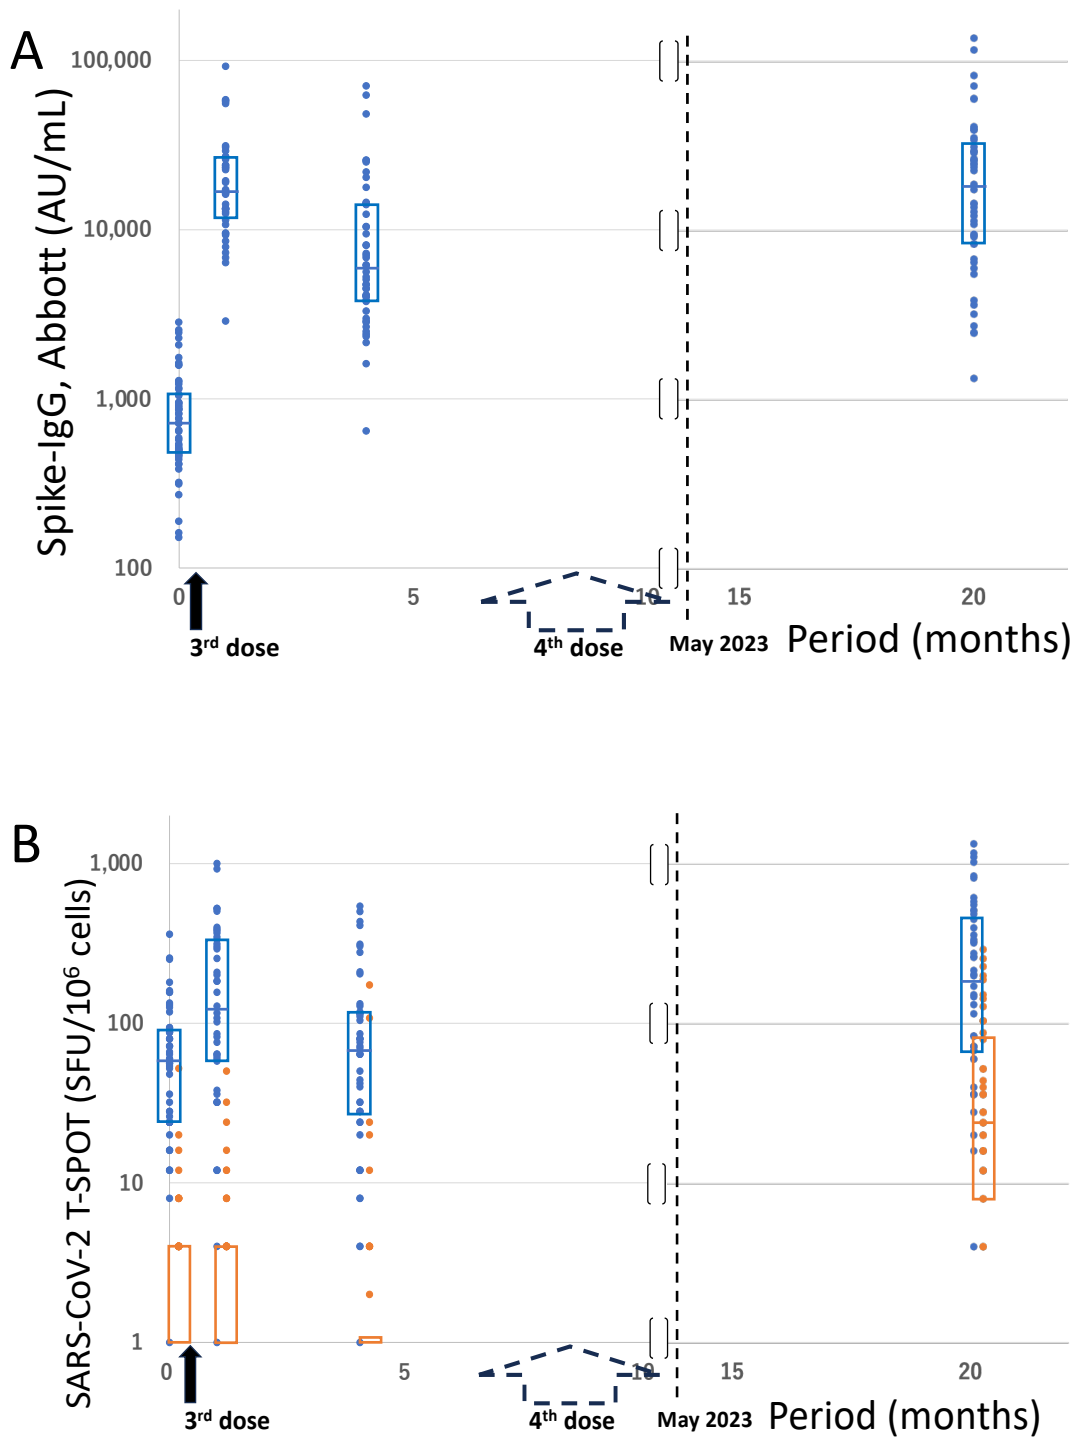 A
Spike-IgG, Abbott (AU/mL)
100,000
10,000
1,000
100
0 5 10 15 20
3rd dose 4th dose May 2023 Period (months)
B
SARS-CoV-2 T-SPOT (SFU/10⁶ cells)
1,000
100
10
1
0 5 10 15 20
3rd dose 4th dose May 2023 Period (months)